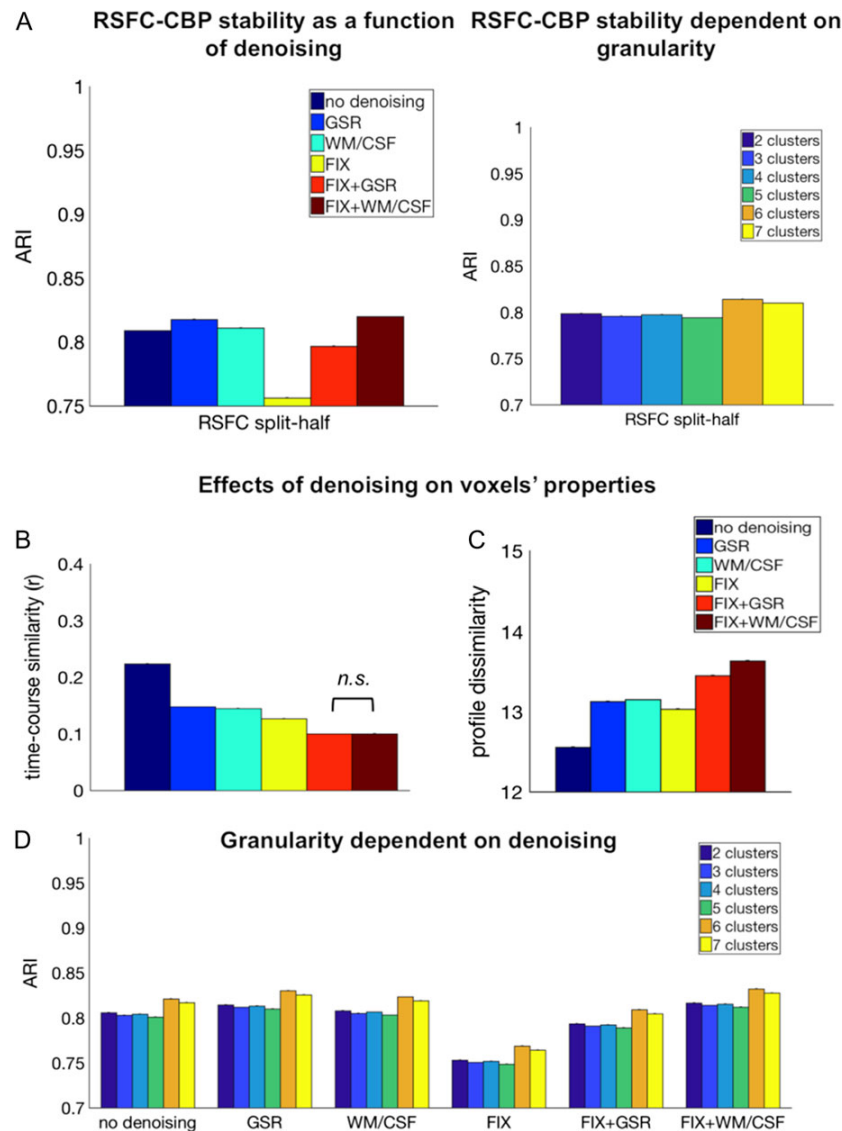 A
RSFC-CBP stability as a function
of denoising
1
0.95
0.9
0.85
0.8
0.75
ARI
no denoising
GSR
WM/CSF
FIX
FIX+GSR
FIX+WM/CSF
RSFC split-half
RSFC-CBP stability dependent on
granularity
1
0.95
0.9
0.85
0.8
0.75
0.7
ARI
2 clusters
3 clusters
4 clusters
5 clusters
6 clusters
7 clusters
RSFC split-half
Effects of denoising on voxels' properties
B
0.4
0.3
0.2
0.1
0
time-course similarity (r)
n.s.
C
15
14
13
12
profile dissimilarity
no denoising
GSR
WM/CSF
FIX
FIX+GSR
FIX+WM/CSF
D
Granularity dependent on denoising
1
0.95
0.9
0.85
0.8
0.75
0.7
ARI
2 clusters
3 clusters
4 clusters
5 clusters
6 clusters
7 clusters
no denoising GSR WM/CSF FIX FIX+GSR FIX+WM/CSF